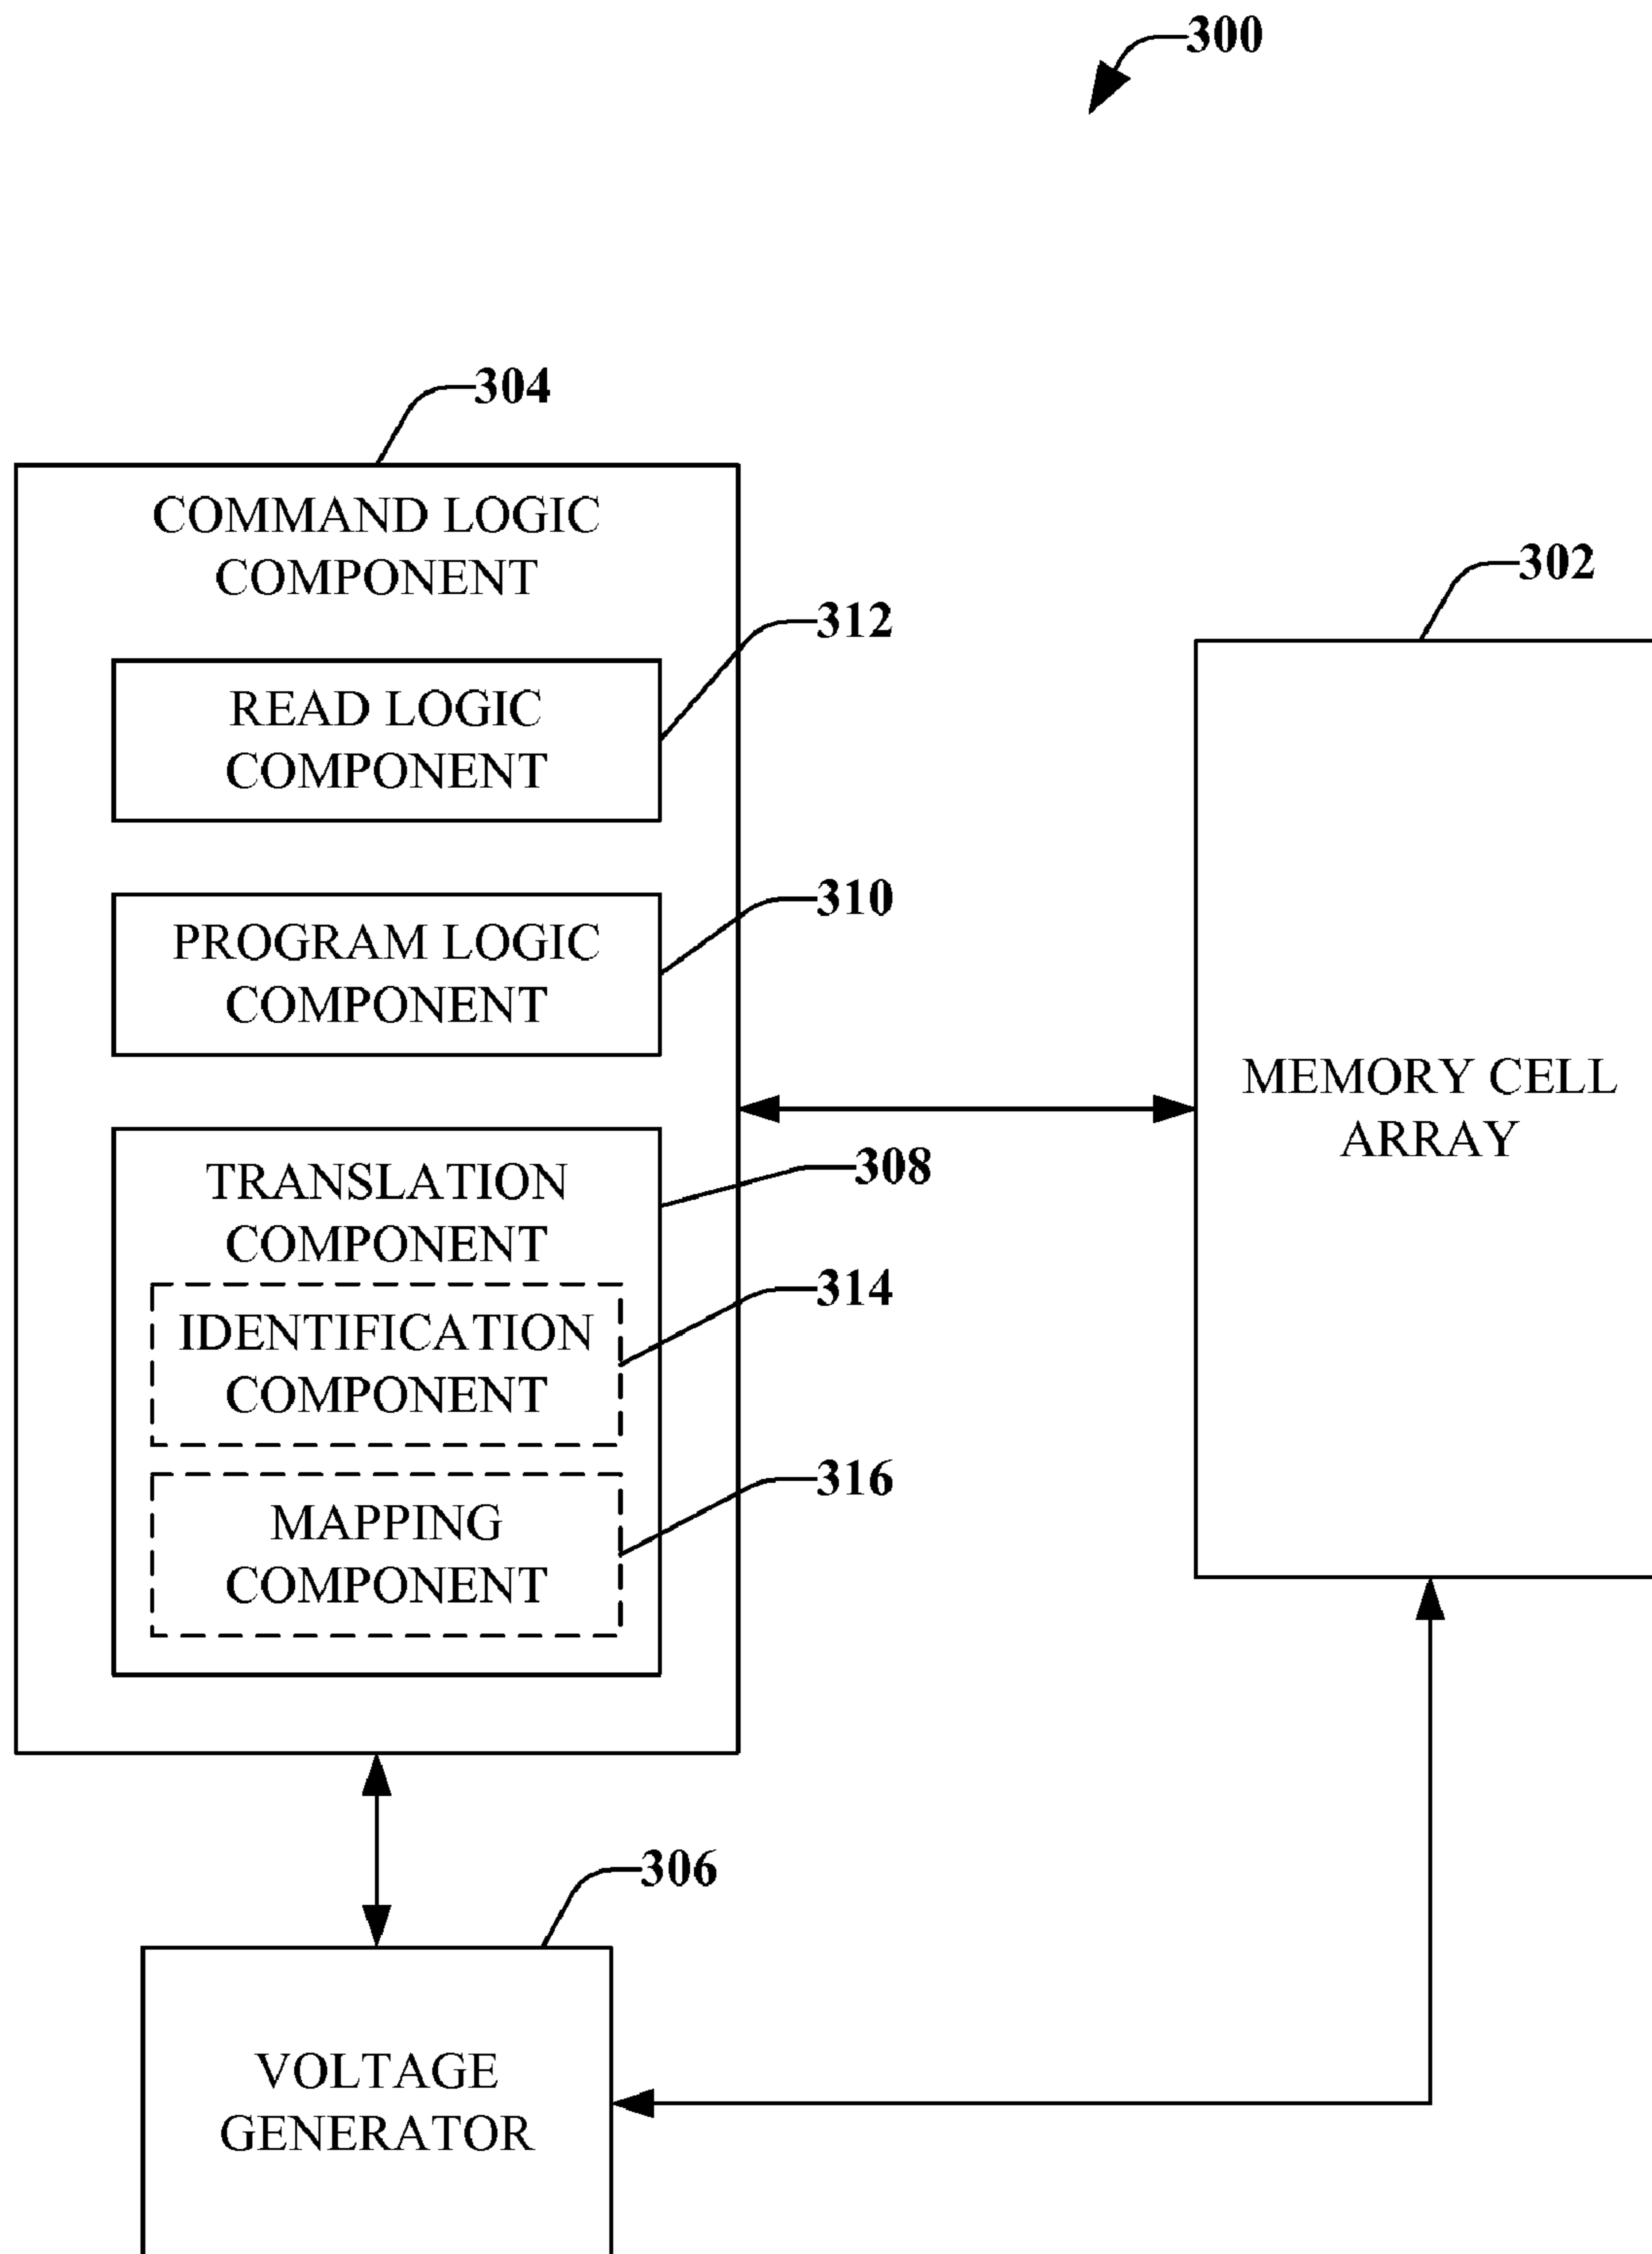 300
304
COMMAND LOGIC
COMPONENT
302
312
READ LOGIC
COMPONENT
310
PROGRAM LOGIC
COMPONENT
MEMORY CELL
ARRAY
308
TRANSLATION
COMPONENT
314
IDENTIFICATION
COMPONENT
316
MAPPING
COMPONENT
306
VOLTAGE
GENERATOR